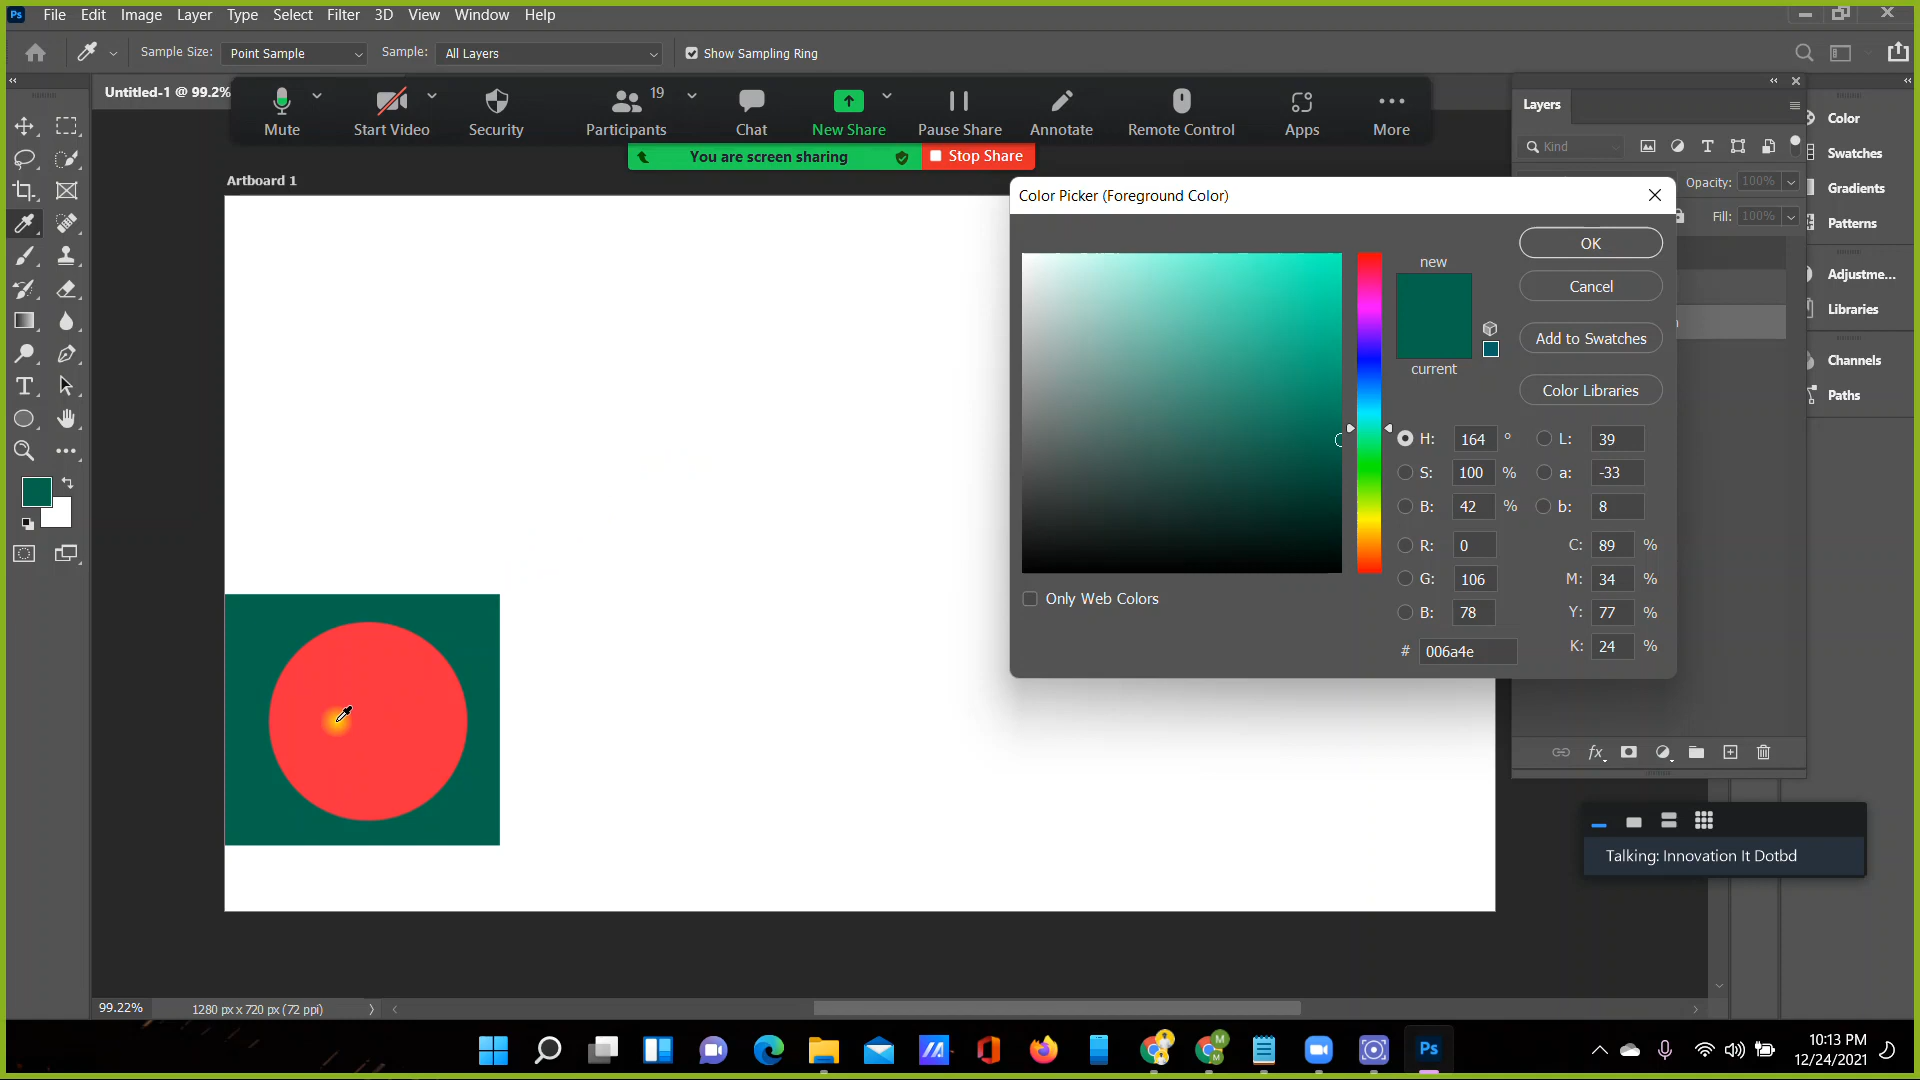 Ps File Edit Image Layer Type Select Filter 3D View Window Help
Sample Size: Point Sample Sample: All Layers Show Sampling Ring
Untitled-1 @ 99.2%
Mute Start Video Security Participants 19 Chat New Share Pause Share Annotate Remote Control Apps More
You are screen sharing Stop Share
Artboard 1
Color Picker (Foreground Color)
new
current
OK
Cancel
Add to Swatches
Color Libraries
H: 164 ° L: 39
S: 100 % a: -33
B: 42 % b: 8
R: 0 C: 89 %
G: 106 M: 34 %
B: 78 Y: 77 %
# 006a4e K: 24 %
Only Web Colors
Layers
Kind
Opacity: 100%
Fill: 100%
fx
Color
Swatches
Gradients
Patterns
Adjustme...
Libraries
Channels
Paths
Talking: Innovation It Dotbd
99.22% 1280 px x 720 px (72 ppi)
Ps
10:13 PM
12/24/2021